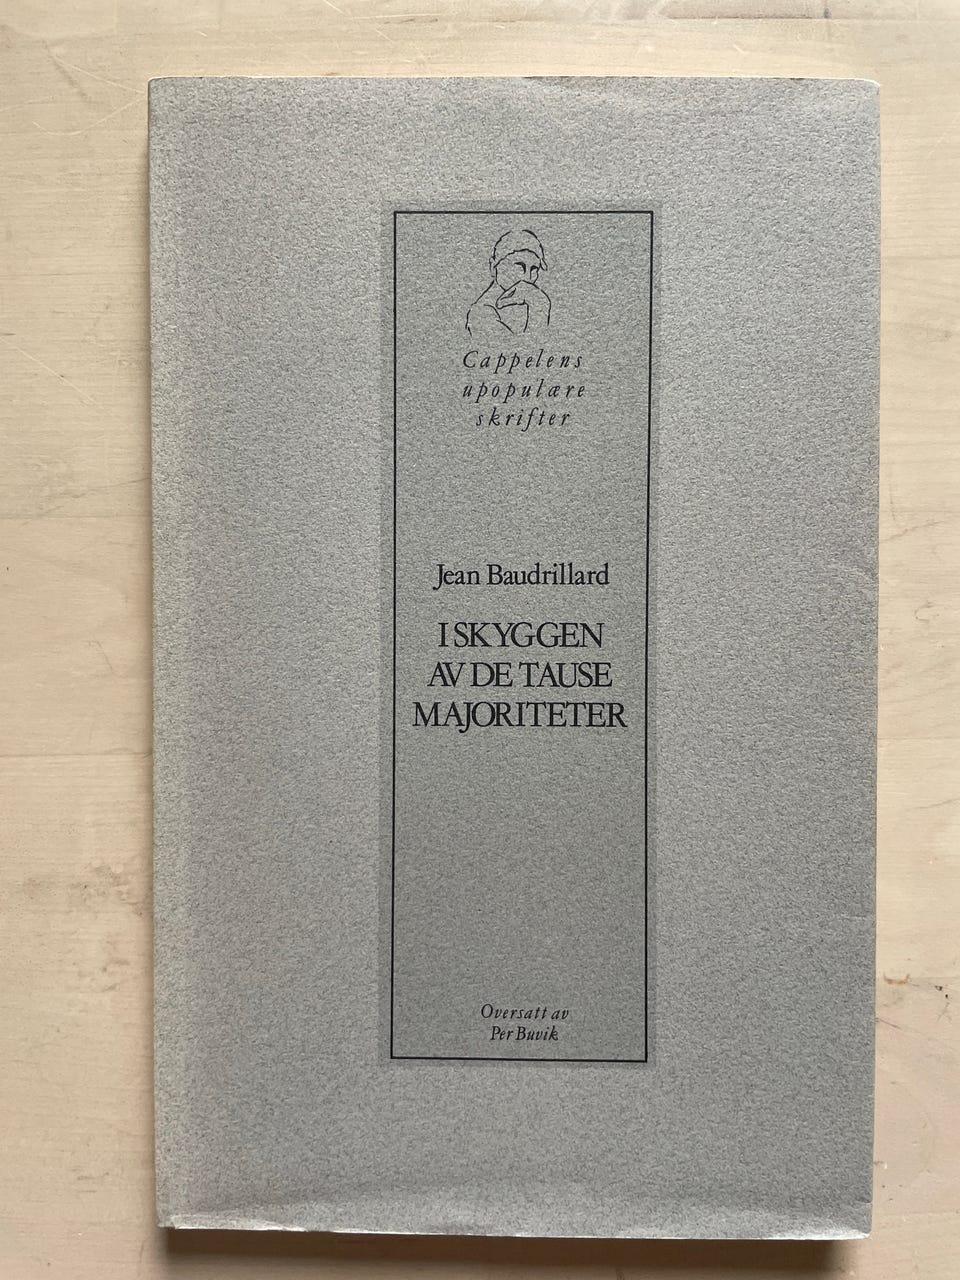 Cappelens
upopulære
skrifter
Jean Baudrillard
I SKYGGEN
AV DE TAUSE
MAJORITETER
Oversatt av
Per Buvik